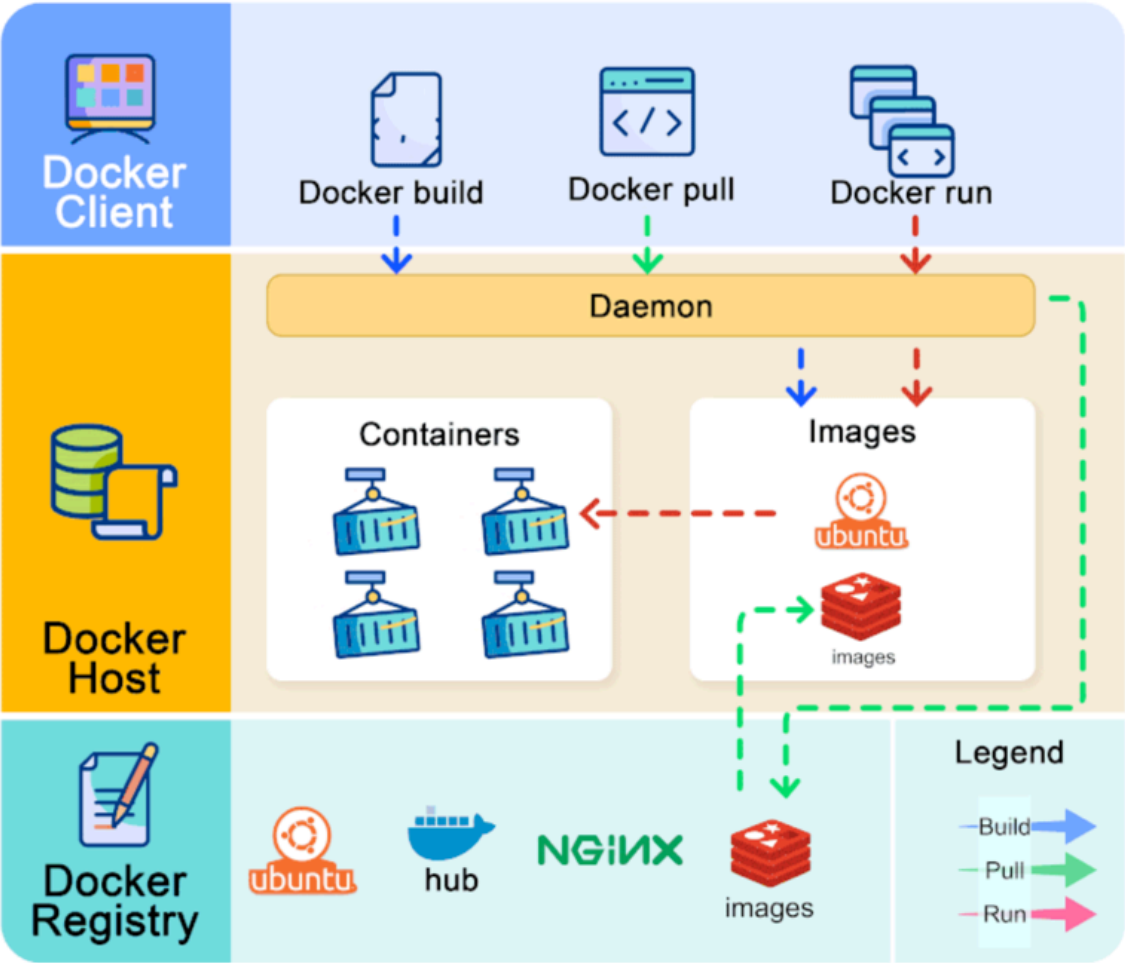 Docker
Client
Docker build
Docker pull
Docker run
Daemon
Containers
Images
ubuntu
images
Docker
Host
Legend
Build
Pull
Run
ubuntu
hub
NGiNX
images
Docker
Registry